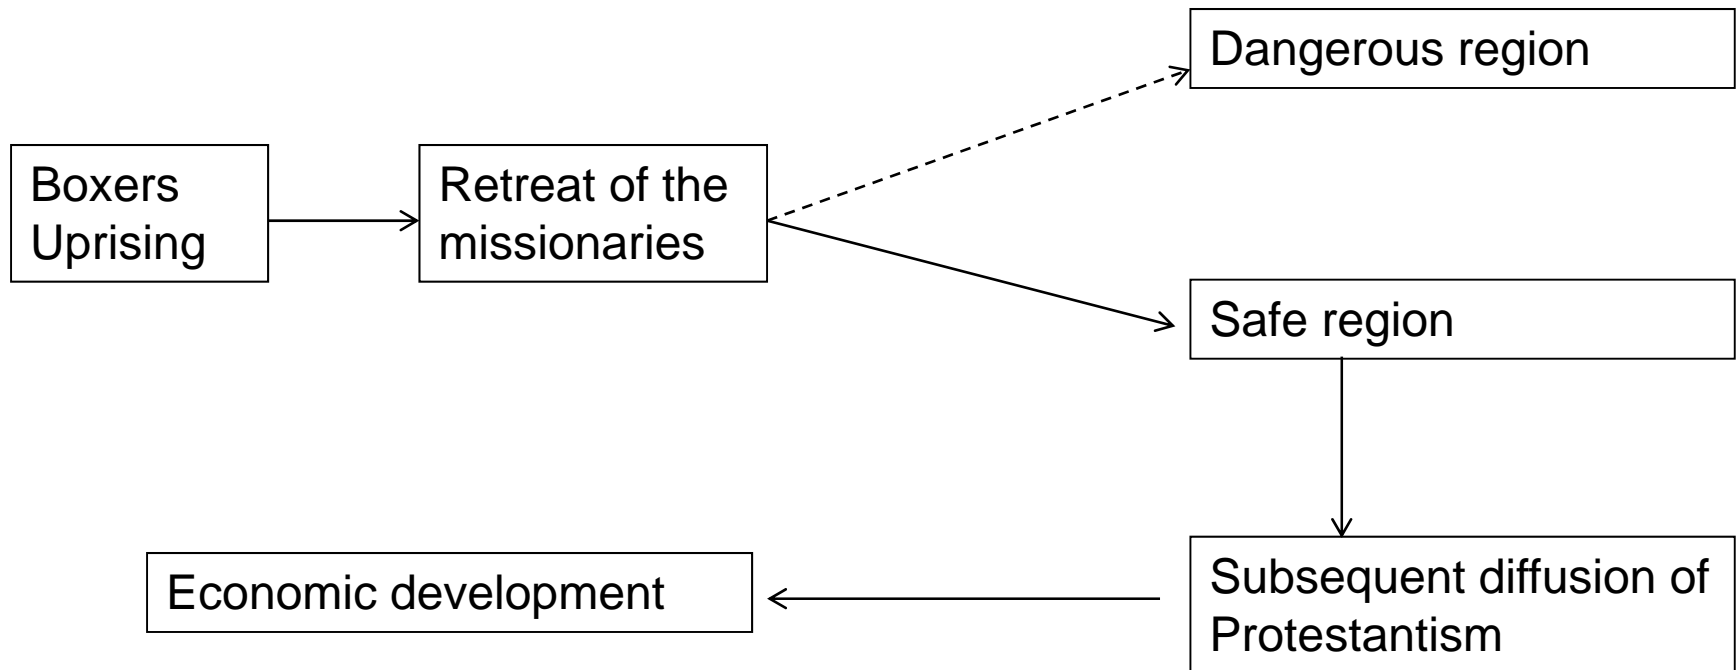 Dangerous region
Boxers
Uprising
Retreat of the
missionaries
Safe region
Economic development
Subsequent diffusion of
Protestantism